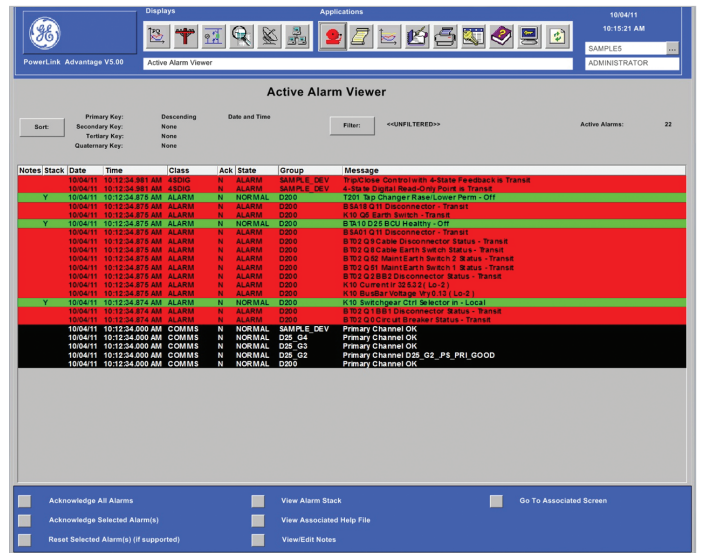 Displays
Applications
10/04/11
10:15:21 AM
SAMPLE5 ...
PowerLink Advantage V5.00
Active Alarm Viewer
ADMINISTRATOR
Active Alarm Viewer
Sort:
Primary Key: Descending Date and Time
Secondary Key: None
Tertiary Key: None
Quaternary Key: None
Filter: <<UNFILTERED>>
Active Alarms: 22
Notes Stack Date Time Class Ack State Group Message
10/04/11 10:12:34.981 AM 4SDIG N ALARM SAMPLE_DEV Trip/Close Control with 4-State Feedback is Transit
10/04/11 10:12:34.981 AM 4SDIG N ALARM SAMPLE_DEV 4-State Digital Read-Only Point is Transit
Y 10/04/11 10:12:34.875 AM ALARM N NORMAL D200 T201 Tap Changer Rase/Lower Perm - Off
10/04/11 10:12:34.875 AM ALARM N ALARM D200 BSA18 Q11 Disconnector - Transit
10/04/11 10:12:34.875 AM ALARM N ALARM D200 K10 Q5 Earth Switch - Transit
Y 10/04/11 10:12:34.875 AM ALARM N NORMAL D200 BTA10 D25 BCU Healthy - Off
10/04/11 10:12:34.875 AM ALARM N ALARM D200 BSA01 Q11 Disconnector - Transit
10/04/11 10:12:34.875 AM ALARM N ALARM D200 BT02 Q9 Cable Disconnector Status - Transit
10/04/11 10:12:34.875 AM ALARM N ALARM D200 BT02 Q8 Cable Earth Switch Status - Transit
10/04/11 10:12:34.875 AM ALARM N ALARM D200 BT02 Q52 Maint Earth Switch 2 Status - Transit
10/04/11 10:12:34.875 AM ALARM N ALARM D200 BT02 Q51 Maint Earth Switch 1 Status - Transit
10/04/11 10:12:34.875 AM ALARM N ALARM D200 BT02 Q2 BB2 Disconnector Status - Transit
10/04/11 10:12:34.875 AM ALARM N ALARM D200 K10 Current Ir 32532 ( Lo-2 )
10/04/11 10:12:34.875 AM ALARM N ALARM D200 K10 BusBar Voltage Vry 0.13 ( Lo-2 )
Y 10/04/11 10:12:34.874 AM ALARM N NORMAL D200 K10 Switchgear Ctrl Selector in - Local
10/04/11 10:12:34.874 AM ALARM N ALARM D200 BT02 Q1 BB1 Disconnector Status - Transit
10/04/11 10:12:34.874 AM ALARM N ALARM D200 BT02 Q0 Circuit Breaker Status - Transit
10/04/11 10:12:34.000 AM COMMS N NORMAL SAMPLE_DEV Primary Channel OK
10/04/11 10:12:34.000 AM COMMS N NORMAL D25_G4 Primary Channel OK
10/04/11 10:12:34.000 AM COMMS N NORMAL D25_G3 Primary Channel OK
10/04/11 10:12:34.000 AM COMMS N NORMAL D25_G2 Primary Channel D25_G2_.PS_PRI_GOOD
10/04/11 10:12:34.000 AM COMMS N NORMAL D200 Primary Channel OK
Acknowledge All Alarms
View Alarm Stack
Go To Associated Screen
Acknowledge Selected Alarm(s)
View Associated Help File
Reset Selected Alarm(s) (if supported)
View/Edit Notes